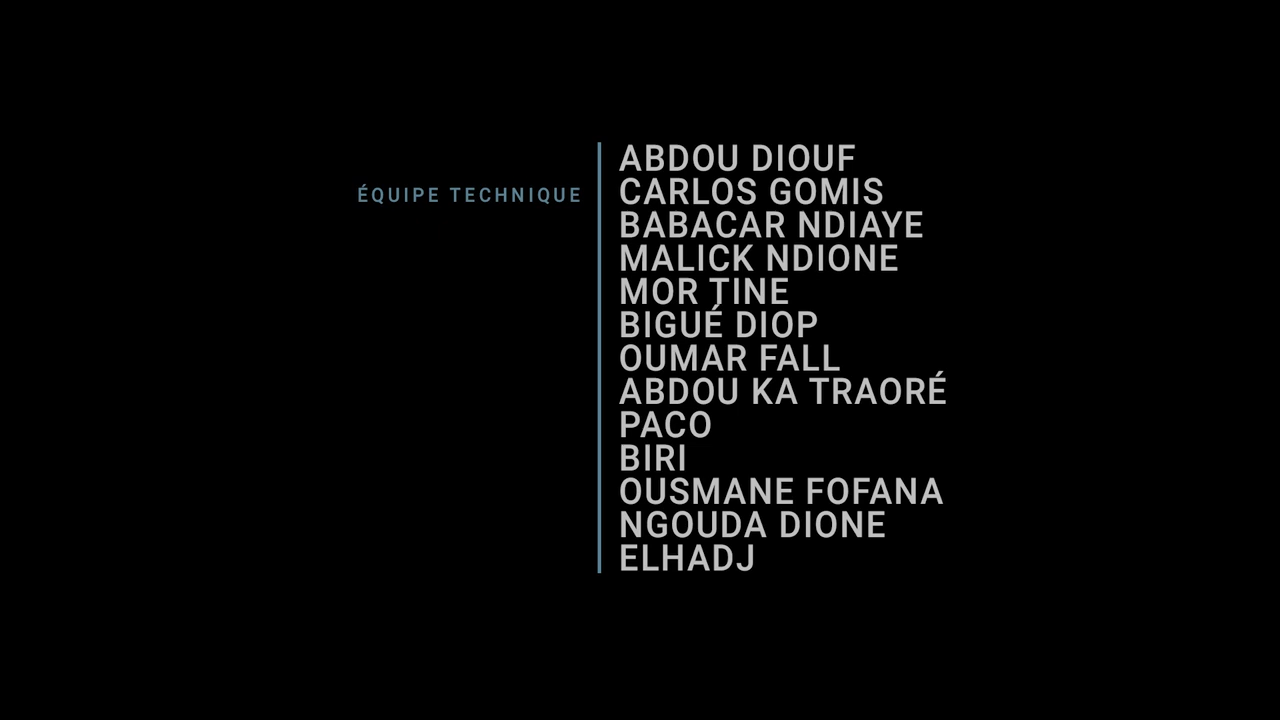 ÉQUIPE TECHNIQUE
ABDOU DIOUF
CARLOS GOMIS
BABACAR NDIAYE
MALICK NDIONE
MOR TINE
BIGUÉ DIOP
OUMAR FALL
ABDOU KA TRAORÉ
PACO
BIRI
OUSMANE FOFANA
NGOUDA DIONE
ELHADJ